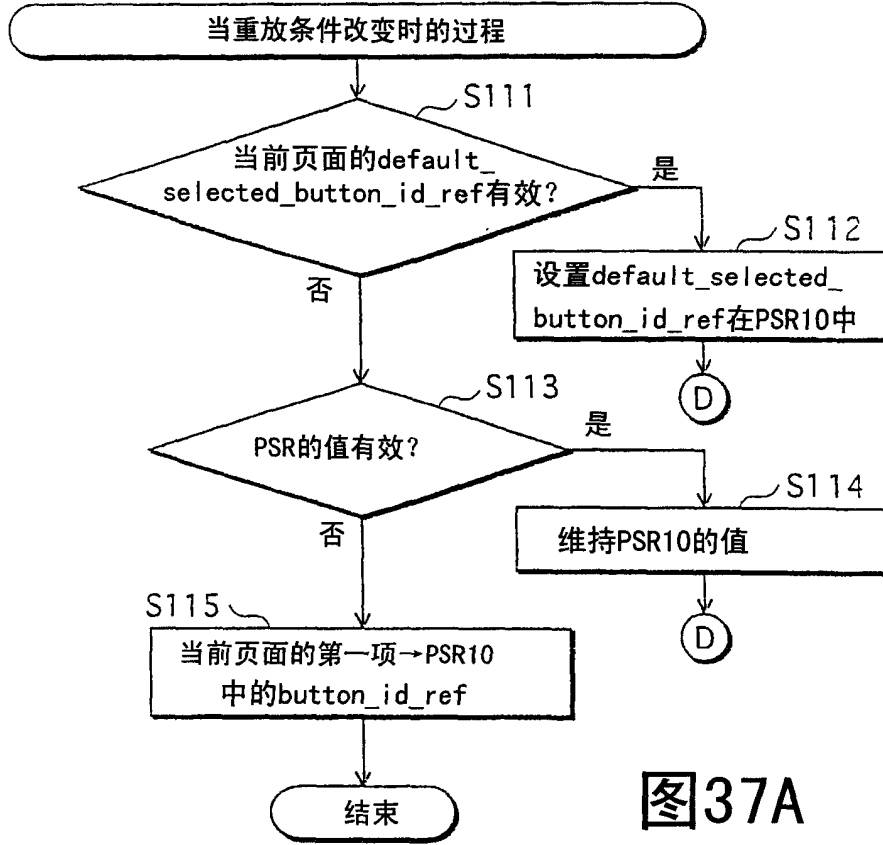 当重放条件改变时的过程
S111
当前页面的default_
selected_button_id_ref有效？
是
S112
设置default_selected_
button_id_ref在PSR10中
否
D
S113
PSR的值有效？
是
S114
维持PSR10的值
否
D
S115
当前页面的第一项→PSR10
中的button_id_ref
结束
图37A